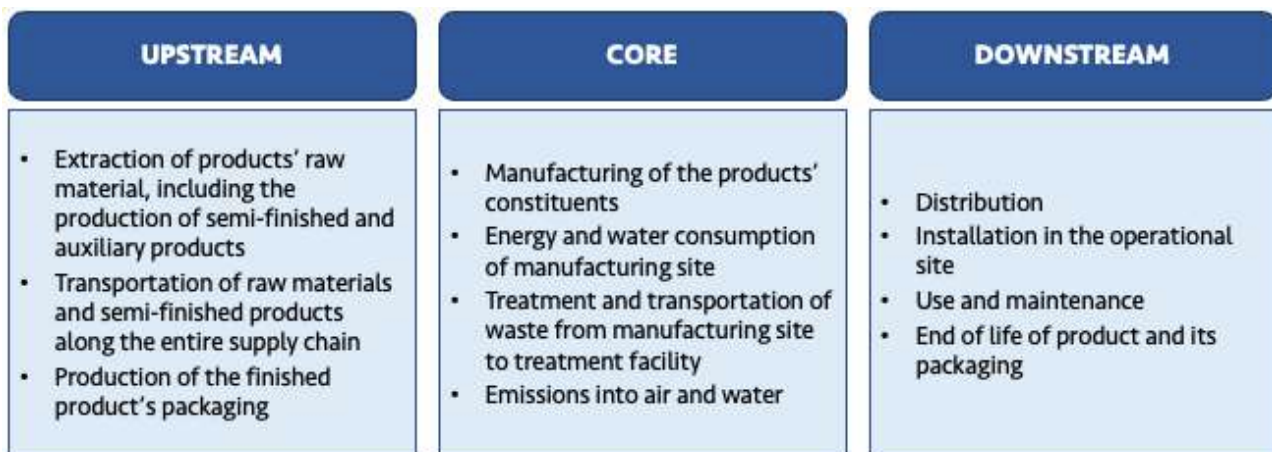 UPSTREAM
• Extraction of products' raw
material, including the
production of semi-finished and
auxiliary products
• Transportation of raw materials
and semi-finished products
along the entire supply chain
• Production of the finished
product's packaging
CORE
• Manufacturing of the products'
constituents
• Energy and water consumption
of manufacturing site
• Treatment and transportation of
waste from manufacturing site
to treatment facility
• Emissions into air and water
DOWNSTREAM
• Distribution
• Installation in the operational
site
• Use and maintenance
• End of life of product and its
packaging